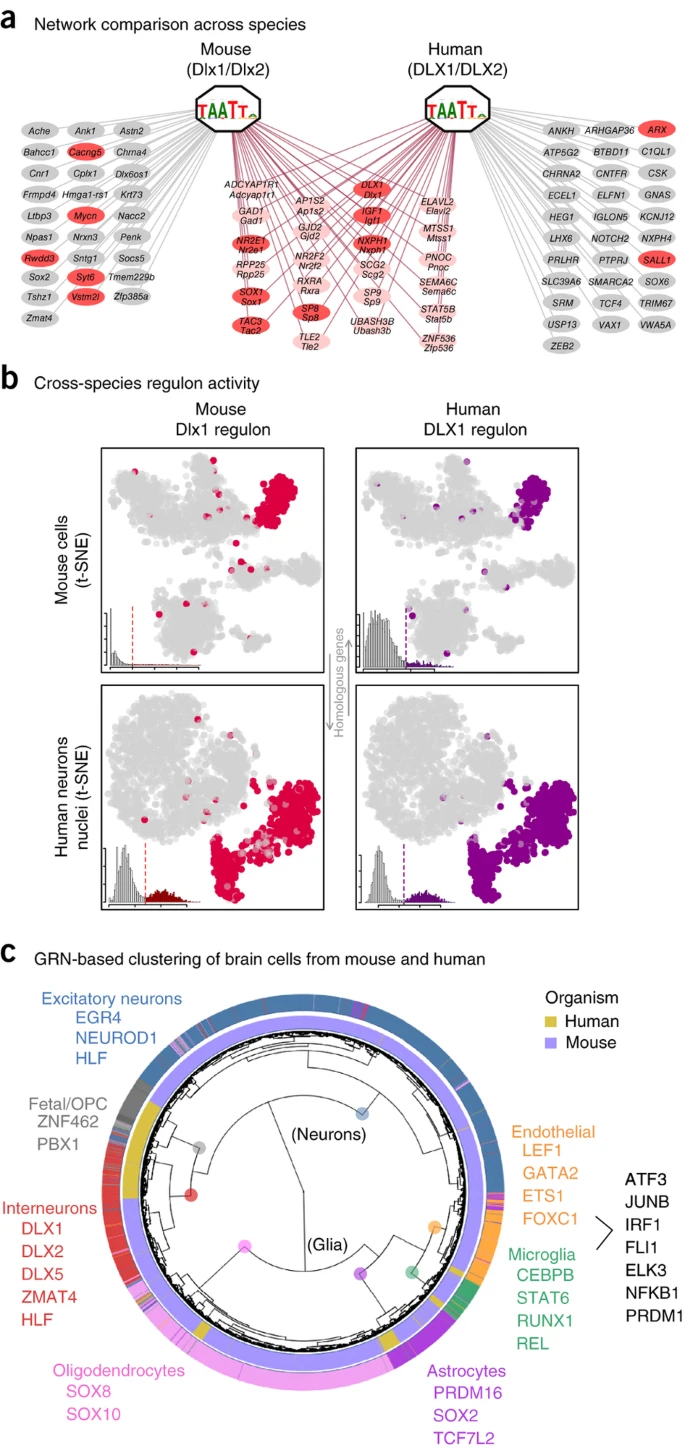 a Network comparison across species
Mouse
(Dlx1/Dlx2)
Human
(DLX1/DLX2)
TAATT
TAATT
Ache Ank1 Astn2
Bahcc1 Cacng5 Chrna4
Cnr1 Cplx1 Dlx6os1
Frmpd4 Hmga1-rs1 Krt73
Ltbp3 Mycn Nacc2
Npas1 Nrxn3 Penk
Rwdd3 Sntg1 Socs5
Sox2 Syt6 Tmem229b
Tshz1 Vstm2l Zfp385a
Zmat4
ADCYAP1R1
Adcyap1r1
GAD1
Gad1
NR2E1
Nr2e1
RPP25
Rpp25
SOX1
Sox1
TAC3
Tac2
AP1S2
Ap1s2
GJD2
Gjd2
NR2F2
Nr2f2
RXRA
Rxra
SP8
Sp8
TLE2
Tle2
DLX1
Dlx1
IGF1
Igf1
NXPH1
Nxph1
SCG2
Scg2
SP9
Sp9
UBASH3B
Ubash3b
ELAVL2
Elavl2
MTSS1
Mtss1
PNOC
Pnoc
SEMA6C
Sema6c
STAT5B
Stat5b
ZNF536
Zfp536
ANKH ARHGAP36 ARX
ATP5G2 BTBD11 C1QL1
CHRNA2 CNTFR CSK
ECEL1 ELFN1 GNAS
HEG1 IGLON5 KCNJ12
LHX6 NOTCH2 NXPH4
PRLHR PTPRJ SALL1
SLC39A6 SMARCA2 SOX6
SRM TCF4 TRIM67
USP13 VAX1 VWA5A
ZEB2
b Cross-species regulon activity
Mouse
Dlx1 regulon
Human
DLX1 regulon
Mouse cells
(t-SNE)
Homologous genes
Human neurons
nuclei (t-SNE)
c GRN-based clustering of brain cells from mouse and human
Organism
Human
Mouse
Excitatory neurons
EGR4
NEUROD1
HLF
Fetal/OPC
ZNF462
PBX1
Interneurons
DLX1
DLX2
DLX5
ZMAT4
HLF
Oligodendrocytes
SOX8
SOX10
(Neurons)
(Glia)
Endothelial
LEF1
GATA2
ETS1
FOXC1
Microglia
CEBPB
STAT6
RUNX1
REL
Astrocytes
PRDM16
SOX2
TCF7L2
ATF3
JUNB
IRF1
FLI1
ELK3
NFKB1
PRDM1